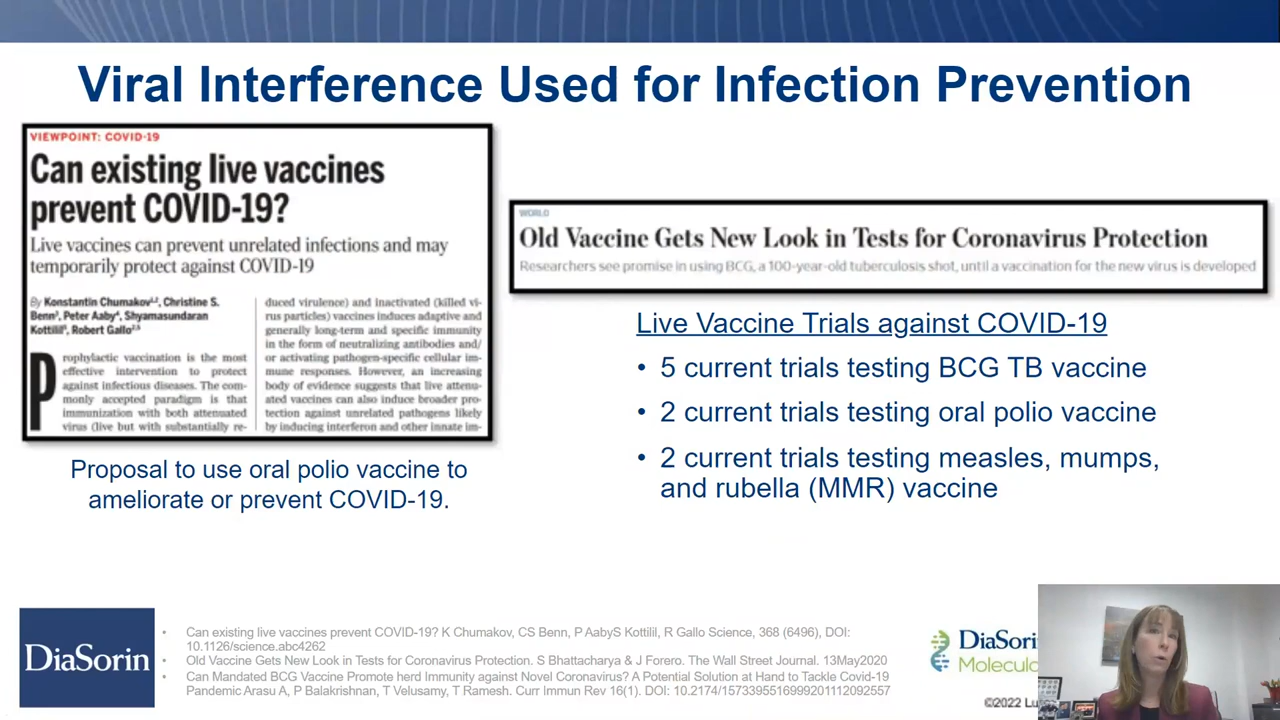 Viral Interference Used for Infection Prevention
VIEWPOINT: COVID-19
Can existing live vaccines
prevent COVID-19?
Live vaccines can prevent unrelated infections and may
temporarily protect against COVID-19
By Konstantin Chumakov1,2, Christine S.
Benn3, Peter Aaby4, Shyamasundaran
Kottilil5, Robert Gallo2,5
Prophylactic vaccination is the most
effective intervention to protect
against infectious diseases. The com-
monly accepted paradigm is that
immunization with both attenuated
virus (live but with substantially re-
duced virulence) and inactivated (killed vi-
rus particles) vaccines induces adaptive and
generally long-term and specific immunity
in the form of neutralizing antibodies and/
or activating pathogen-specific cellular im-
mune responses. However, an increasing
body of evidence suggests that live attenu-
ated vaccines can also induce broader pro-
tection against unrelated pathogens likely
by inducing interferon and other innate im-
Proposal to use oral polio vaccine to
ameliorate or prevent COVID-19.
WORLD
Old Vaccine Gets New Look in Tests for Coronavirus Protection
Researchers see promise in using BCG, a 100-year-old tuberculosis shot, until a vaccination for the new virus is developed
Live Vaccine Trials against COVID-19
• 5 current trials testing BCG TB vaccine
• 2 current trials testing oral polio vaccine
• 2 current trials testing measles, mumps,
and rubella (MMR) vaccine
DiaSorin
• Can existing live vaccines prevent COVID-19? K Chumakov, CS Benn, P AabyS Kottilil, R Gallo Science, 368 (6496), DOI:
10.1126/science.abc4262
• Old Vaccine Gets New Look in Tests for Coronavirus Protection. S Bhattacharya & J Forero. The Wall Street Journal. 13May2020
• Can Mandated BCG Vaccine Promote herd Immunity against Novel Coronavirus? A Potential Solution at Hand to Tackle Covid-19
Pandemic Arasu A, P Balakrishnan, T Velusamy, T Ramesh. Curr Immun Rev 16(1). DOI: 10.2174/1573395516999201112092557
DiaSorin
Molecula
©2022 Lu